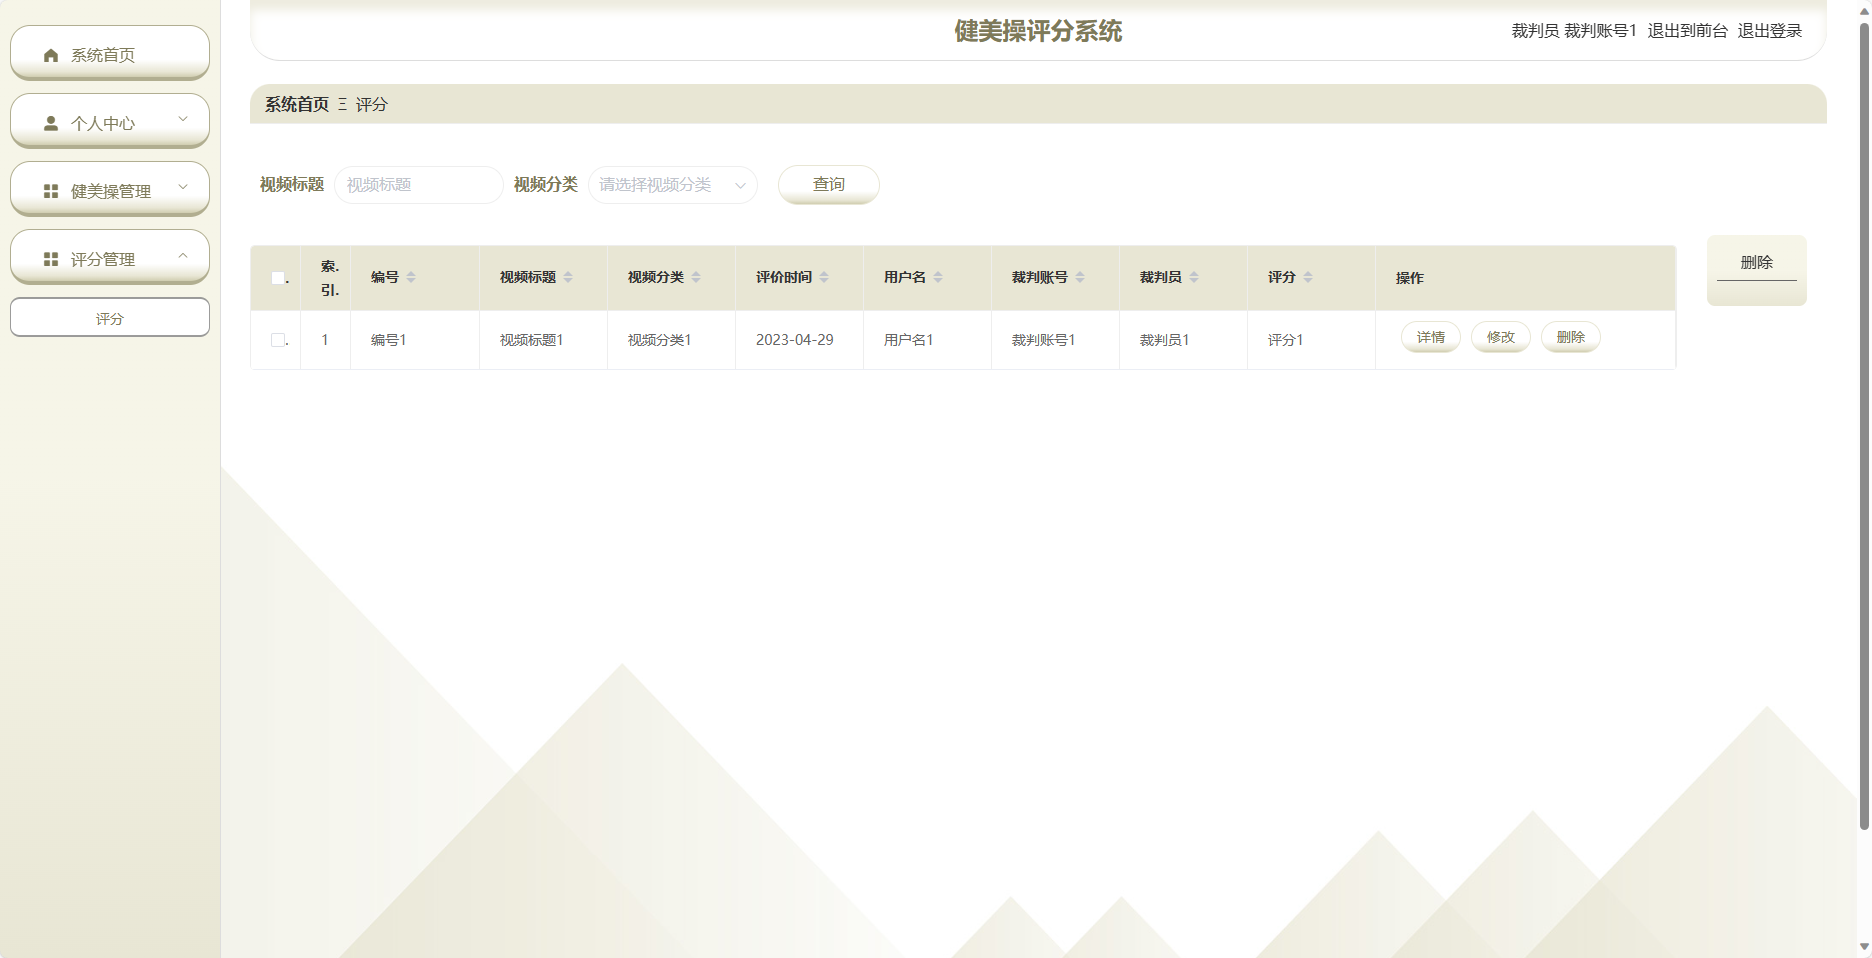 健美操评分系统
裁判员 裁判账号1 退出到前台 退出登录
系统首页
个人中心
健美操管理
评分管理
评分
系统首页 Ξ 评分
视频标题 视频标题 视频分类 请选择视频分类 查询
删除
索引. 编号 视频标题 视频分类 评价时间 用户名 裁判账号 裁判员 评分 操作
1 编号1 视频标题1 视频分类1 2023-04-29 用户名1 裁判账号1 裁判员1 评分1 详情 修改 删除